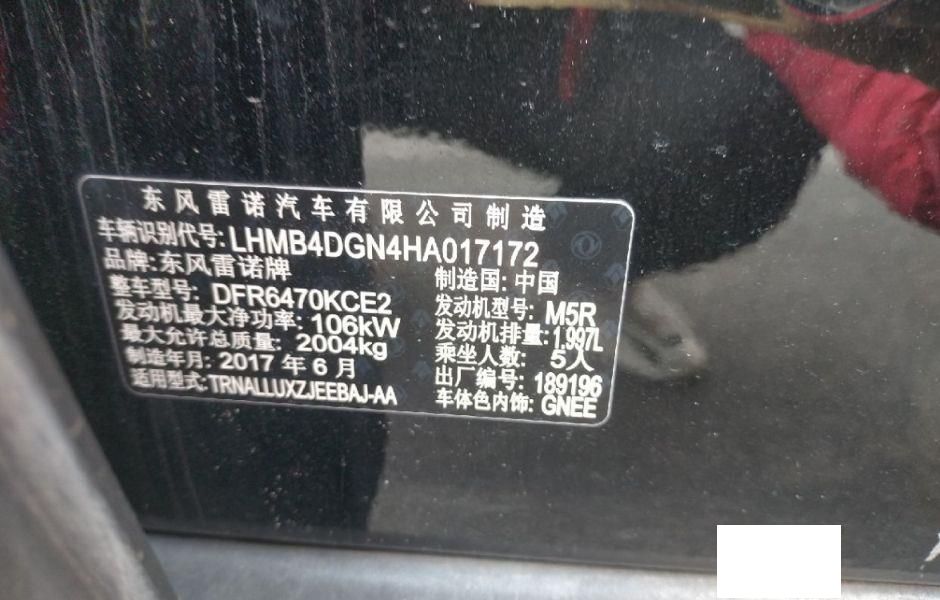 东风雷诺汽车有限公司制造
车辆识别代号: LHMB4DGN4HA017172
品牌: 东风雷诺牌 制造国: 中国
整车型号: DFR6470KCE2 发动机型号: M5R
发动机最大净功率: 106kW 发动机排量: 1.997L
最大允许总质量: 2004kg 乘坐人数: 5人
制造年月: 2017年6月 出厂编号: 189196
适用型式: TRNALLUXZJEEBAJ-AA 车体色内饰: GNEE